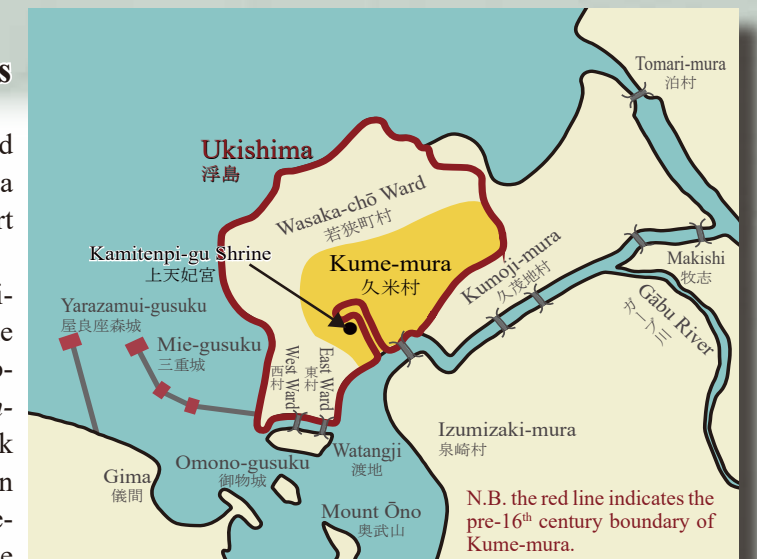 s
d
a
rt
i-
e
o-
a-
k
n
e-
e
Tomari-mura
泊村
Ukishima
浮島
Wasaka-chō Ward
若狭町村
Kamitenpi-gu Shrine
上天妃宮
Kume-mura
久米村
Kumoji-mura
久茂地村
Makishi
牧志
Gābu River
ガーブ川
Yarazamui-gusuku
屋良座森城
Mie-gusuku
三重城
West Ward
西村
East Ward
東村
Izumizaki-mura
泉崎村
Watangji
渡地
Omono-gusuku
御物城
Gima
儀間
Mount Ōno
奥武山
N.B. the red line indicates the
pre-16th century boundary of
Kume-mura.